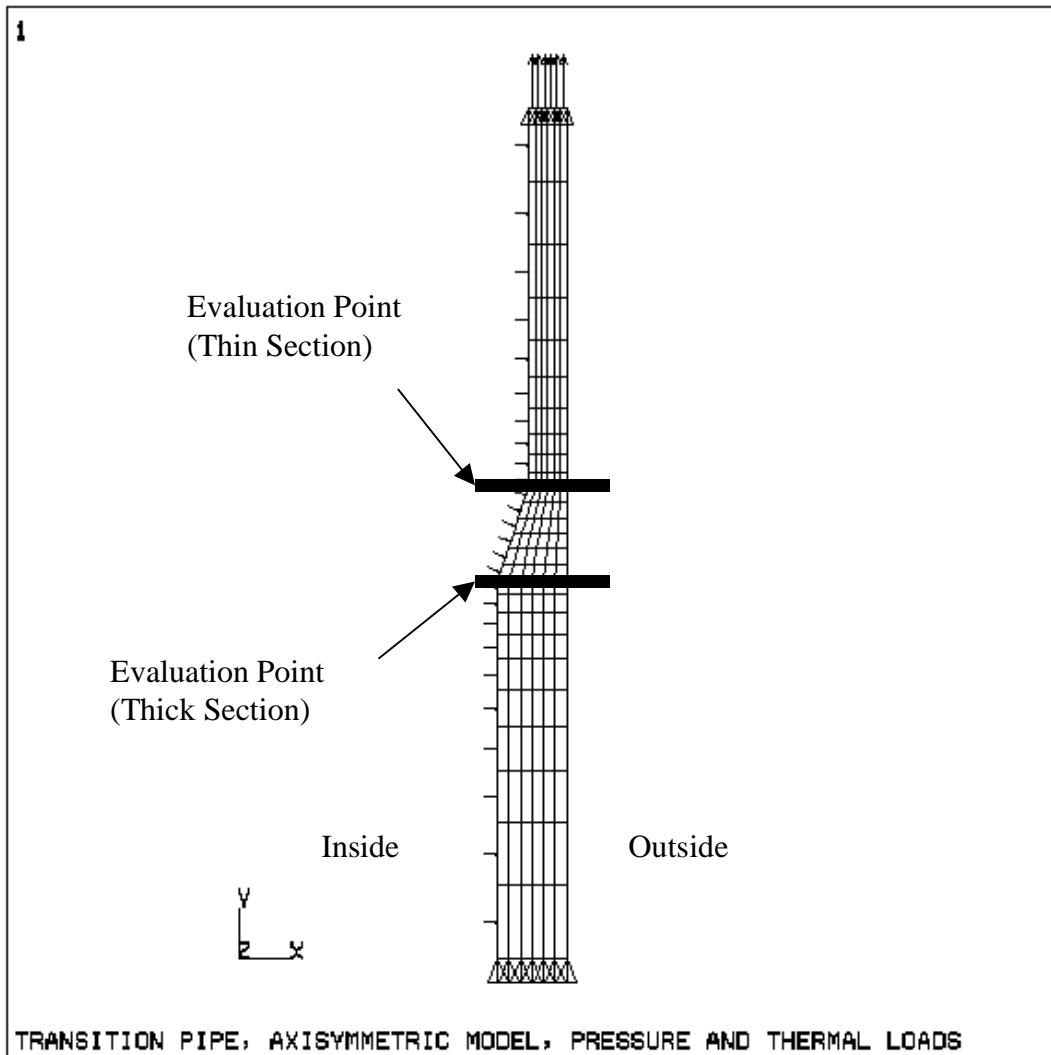 1
Evaluation Point
(Thin Section)
Evaluation Point
(Thick Section)
Inside
Outside
Y
Z X
TRANSITION PIPE, AXISYMMETRIC MODEL, PRESSURE AND THERMAL LOADS